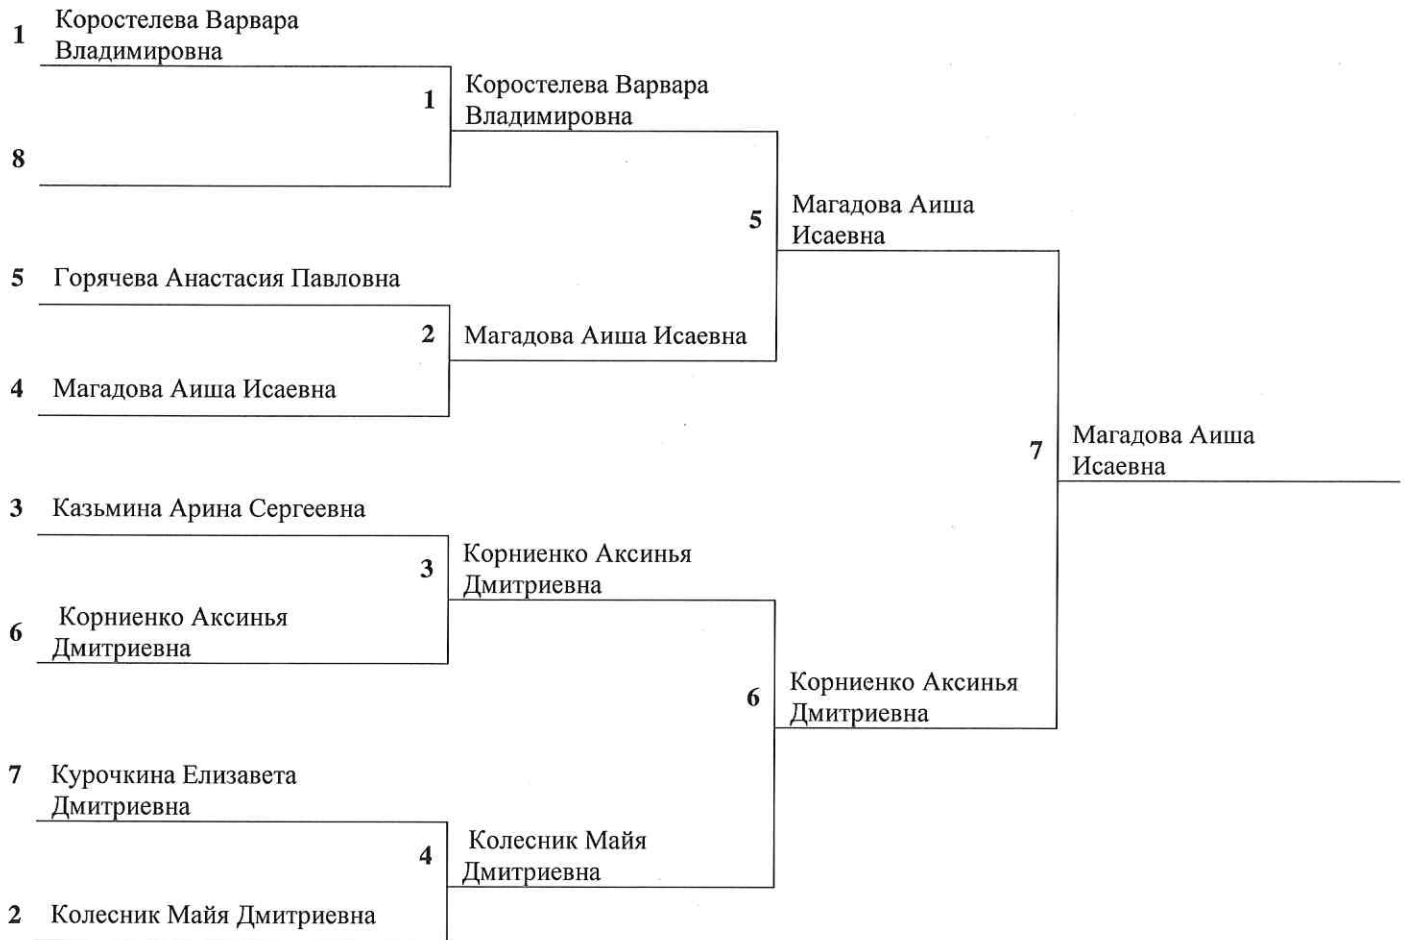 1
Коростелева Варвара
Владимировна
1
Коростелева Варвара
Владимировна
8
5
Магадова Аиша
Исаевна
5
Горячева Анастасия Павловна
2
Магадова Аиша Исаевна
4
Магадова Аиша Исаевна
7
Магадова Аиша
Исаевна
3
Казьмина Арина Сергеевна
3
Корниенко Аксинья
Дмитриевна
6
Корниенко Аксинья
Дмитриевна
6
Корниенко Аксинья
Дмитриевна
7
Курочкина Елизавета
Дмитриевна
4
Колесник Майя
Дмитриевна
2
Колесник Майя Дмитриевна